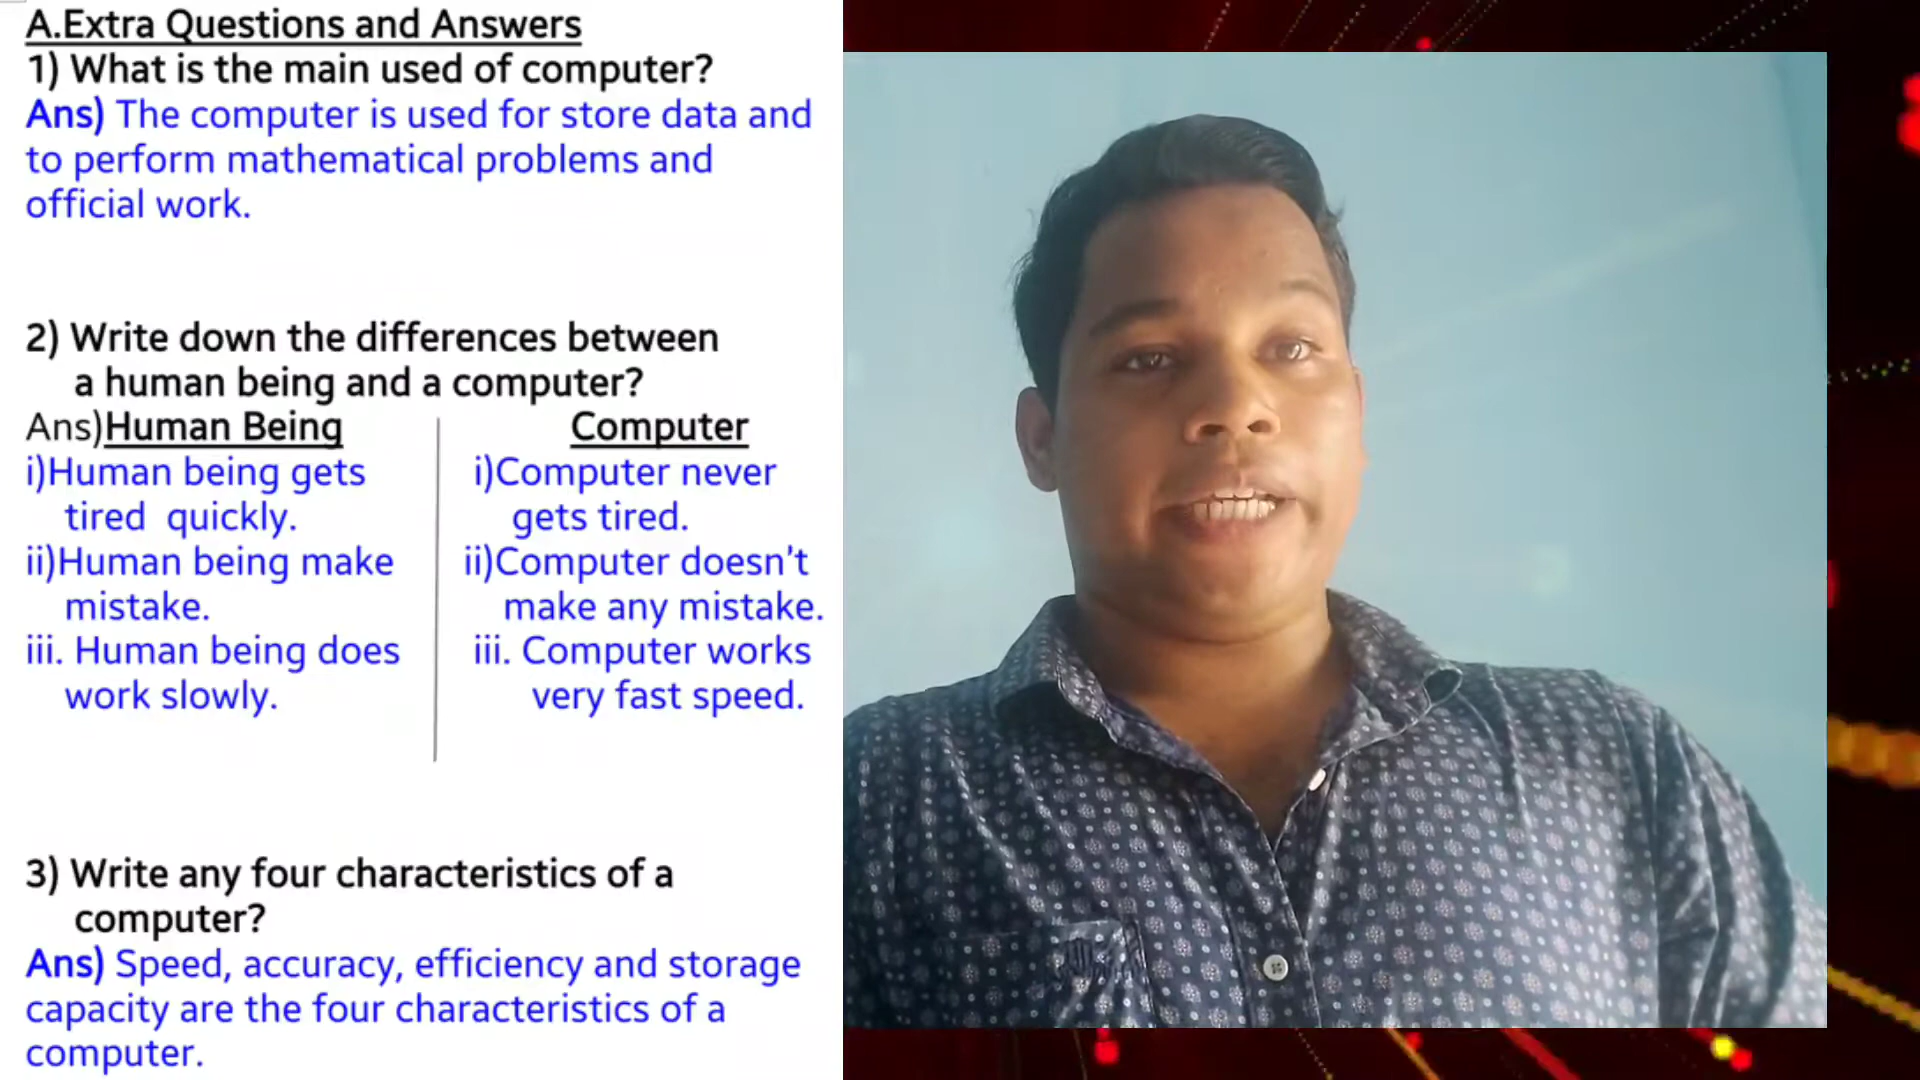 A.Extra Questions and Answers
1) What is the main used of computer?
Ans) The computer is used for store data and
to perform mathematical problems and
official work.
2) Write down the differences between
a human being and a computer?
Ans)Human Being
i)Human being gets
tired quickly.
ii)Human being make
mistake.
iii. Human being does
work slowly.
Computer
i)Computer never
gets tired.
ii)Computer doesn't
make any mistake.
iii. Computer works
very fast speed.
3) Write any four characteristics of a
computer?
Ans) Speed, accuracy, efficiency and storage
capacity are the four characteristics of a
computer.